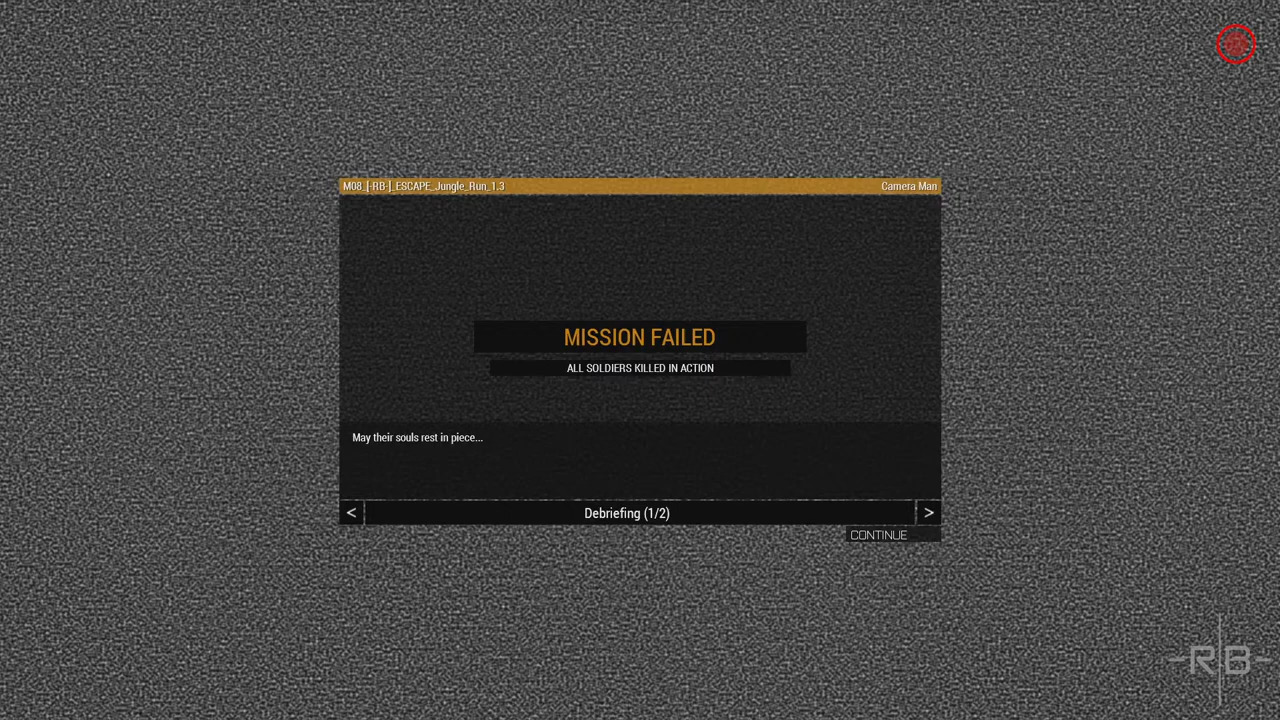 M08_[-RB-]_ESCAPE_Jungle_Run_1.3 Camera Man
MISSION FAILED
ALL SOLDIERS KILLED IN ACTION
May their souls rest in piece...
< Debriefing (1/2) >
CONTINUE
-R|B-